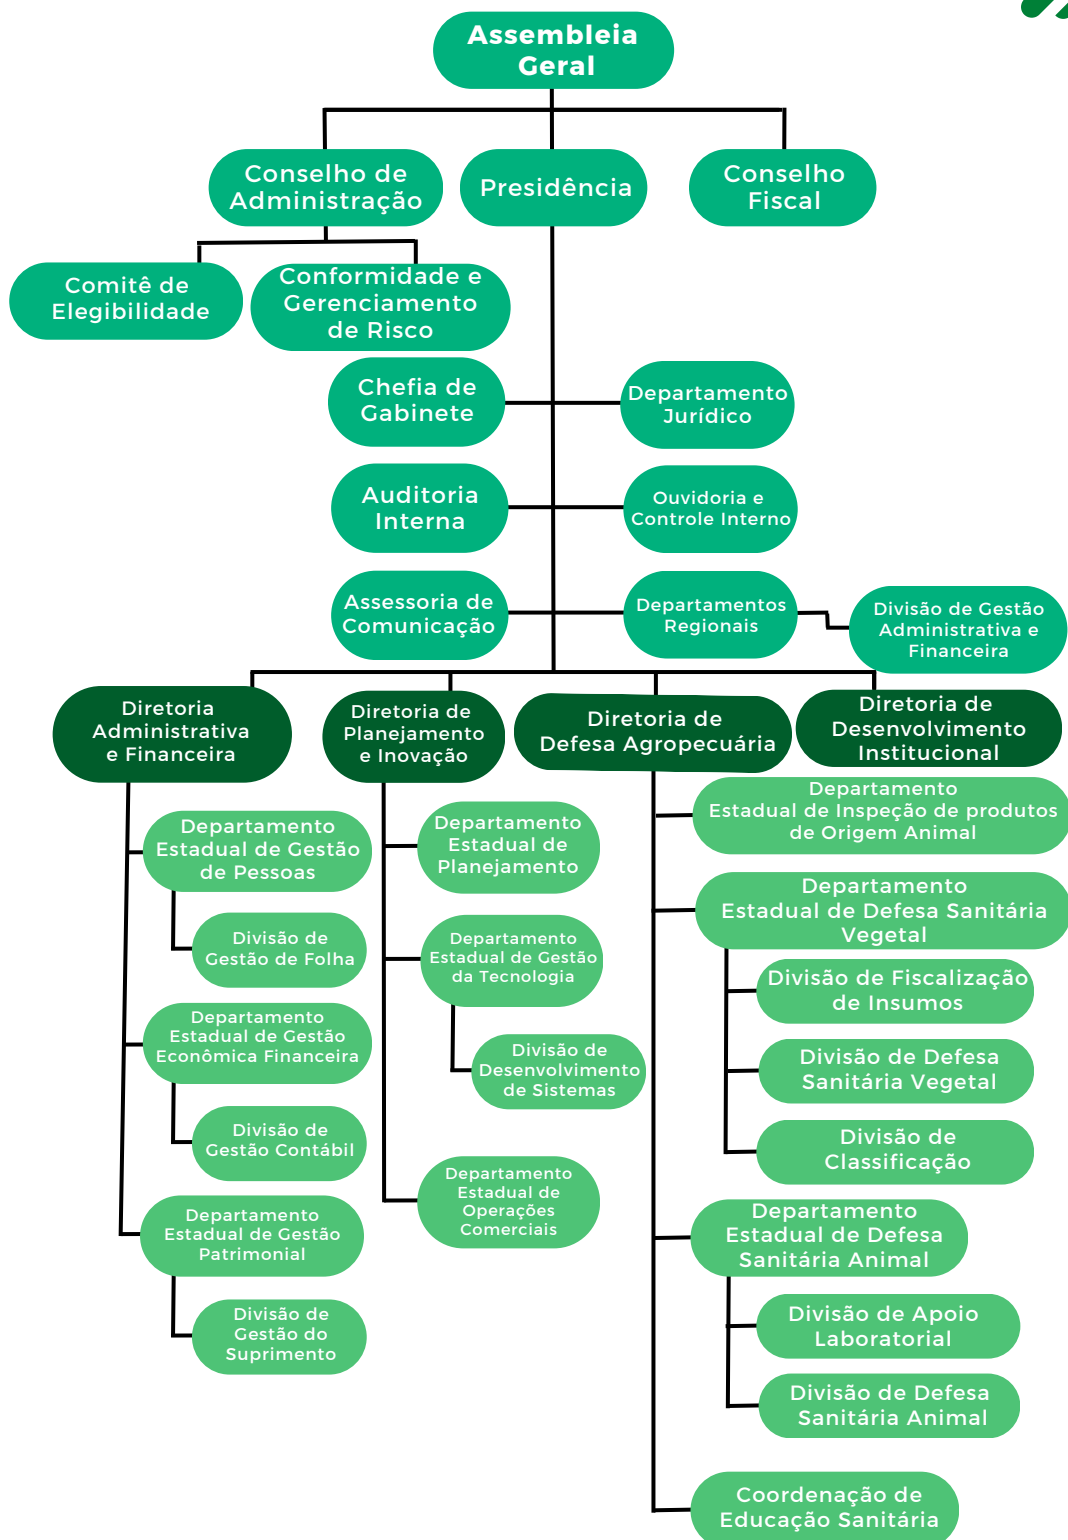 Assembleia
Geral
Conselho de
Administração
Presidência
Conselho
Fiscal
Comitê de
Elegibilidade
Conformidade e
Gerenciamento
de Risco
Chefia de
Gabinete
Departamento
Jurídico
Auditoria
Interna
Ouvidoria e
Controle Interno
Assessoria de
Comunicação
Departamentos
Regionais
Divisão de Gestão
Administrativa e
Financeira
Diretoria
Administrativa
e Financeira
Diretoria de
Planejamento
e Inovação
Diretoria de
Defesa Agropecuária
Diretoria de
Desenvolvimento
Institucional
Departamento
Estadual de Gestão
de Pessoas
Divisão de
Gestão de Folha
Departamento
Estadual de Gestão
Econômica Financeira
Divisão de
Gestão Contábil
Departamento
Estadual de Gestão
Patrimonial
Divisão de
Gestão do
Suprimento
Departamento
Estadual de
Planejamento
Departamento
Estadual de Gestão
da Tecnologia
Divisão de
Desenvolvimento
de Sistemas
Departamento
Estadual de
Operações
Comerciais
Departamento
Estadual de Inspeção de produtos
de Origem Animal
Departamento
Estadual de Defesa Sanitária
Vegetal
Divisão de Fiscalização
de Insumos
Divisão de Defesa
Sanitária Vegetal
Divisão de
Classificação
Departamento
Estadual de Defesa
Sanitária Animal
Divisão de Apoio
Laboratorial
Divisão de Defesa
Sanitária Animal
Coordenação de
Educação Sanitária